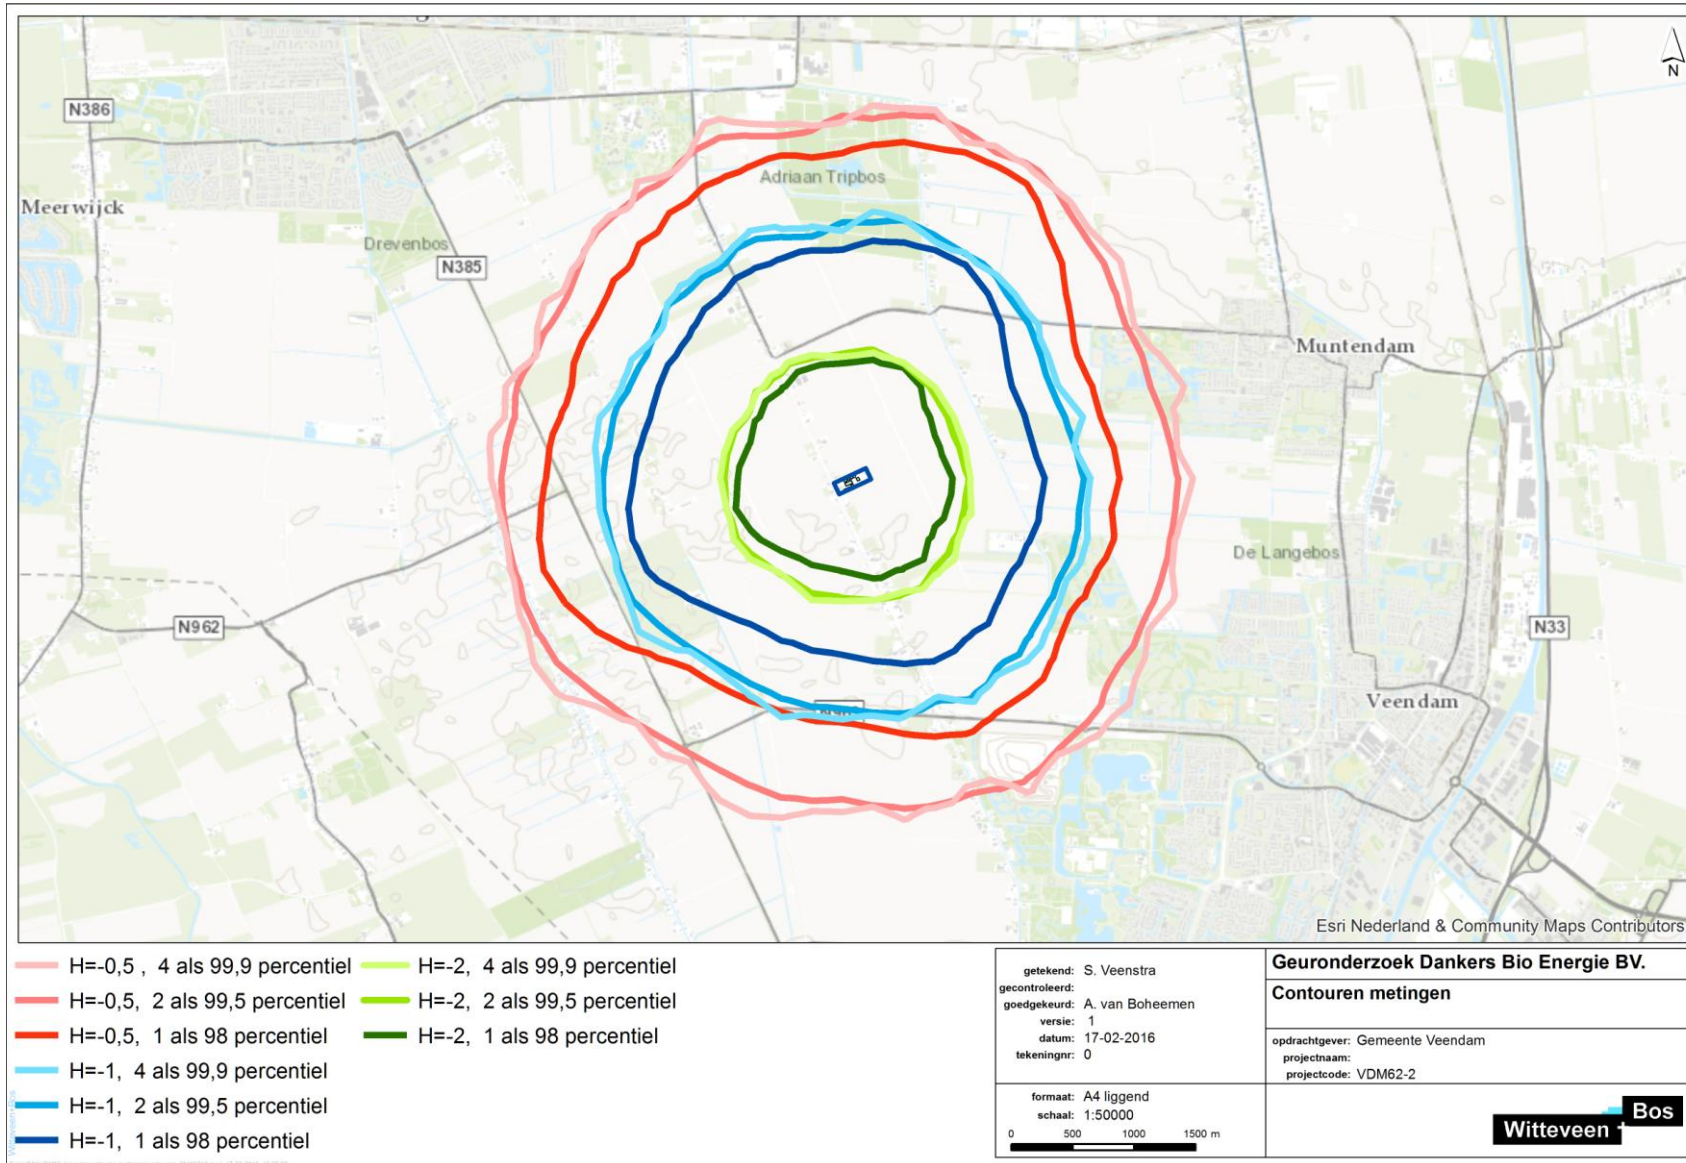 N
N386
Adriaan Tripbos
Meerwijck
Drevenbos
N385
Muntendam
De Langebos
N962
N33
Veendam
Esri Nederland & Community Maps Contributors
H=-0,5 , 4 als 99,9 percentiel
H=-0,5, 2 als 99,5 percentiel
H=-0,5, 1 als 98 percentiel
H=-1, 4 als 99,9 percentiel
H=-1, 2 als 99,5 percentiel
H=-1, 1 als 98 percentiel
H=-2, 4 als 99,9 percentiel
H=-2, 2 als 99,5 percentiel
H=-2, 1 als 98 percentiel
getekend: S. Veenstra
gecontroleerd:
goedgekeurd: A. van Boheemen
versie: 1
datum: 17-02-2016
tekeningnr: 0
formaat: A4 liggend
schaal: 1:50000
0 500 1000 1500 m
Geuronderzoek Dankers Bio Energie BV.
Contouren metingen
opdrachtgever: Gemeente Veendam
projectnaam:
projectcode: VDM62-2
Witteveen + Bos